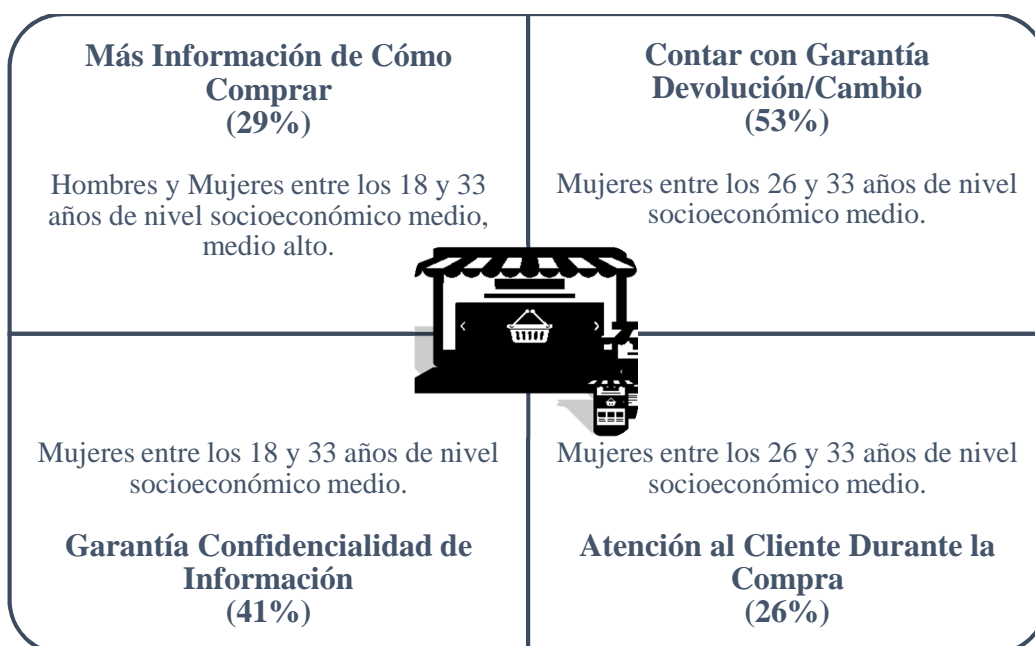 Más Información de Cómo
Comprar
(29%)
Hombres y Mujeres entre los 18 y 33
años de nivel socioeconómico medio,
medio alto.
Contar con Garantía
Devolución/Cambio
(53%)
Mujeres entre los 26 y 33 años de nivel
socioeconómico medio.
Mujeres entre los 18 y 33 años de nivel
socioeconómico medio.
Garantía Confidencialidad de
Información
(41%)
Mujeres entre los 26 y 33 años de nivel
socioeconómico medio.
Atención al Cliente Durante la
Compra
(26%)